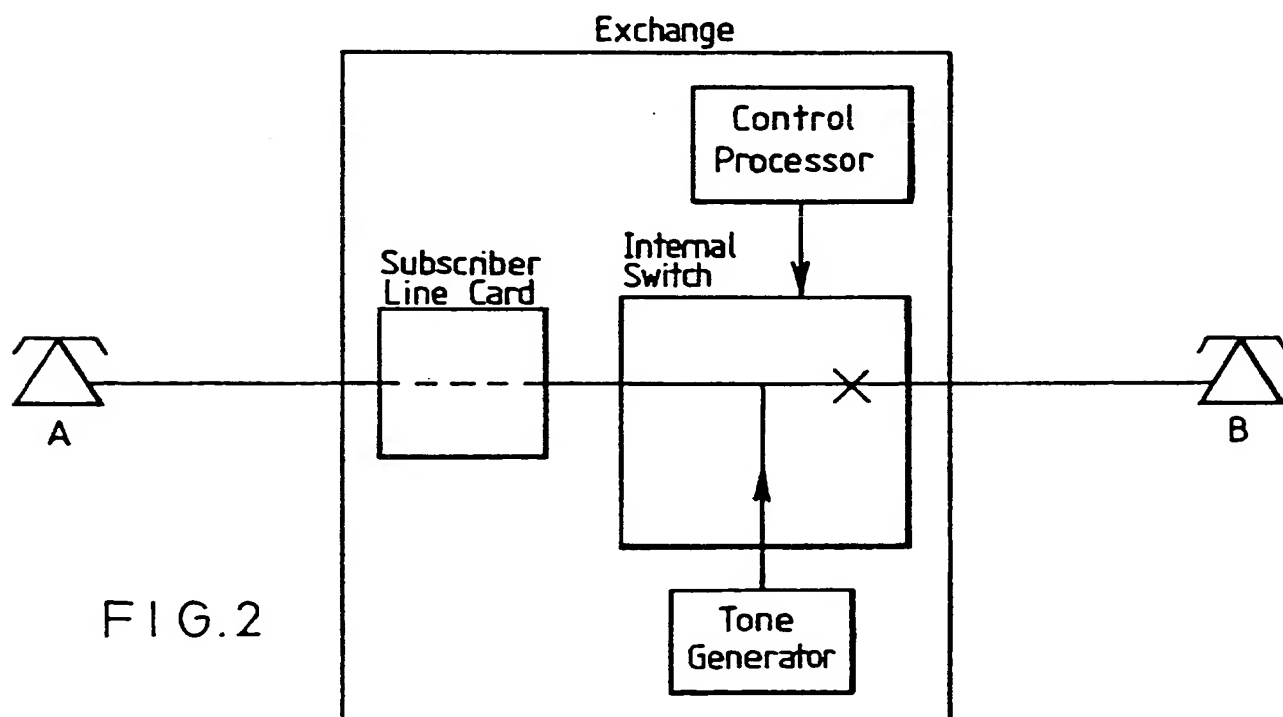 Exchange
Control
Processor
Internal
Switch
Subscriber
Line Card
A
B
Tone
Generator
FIG.2